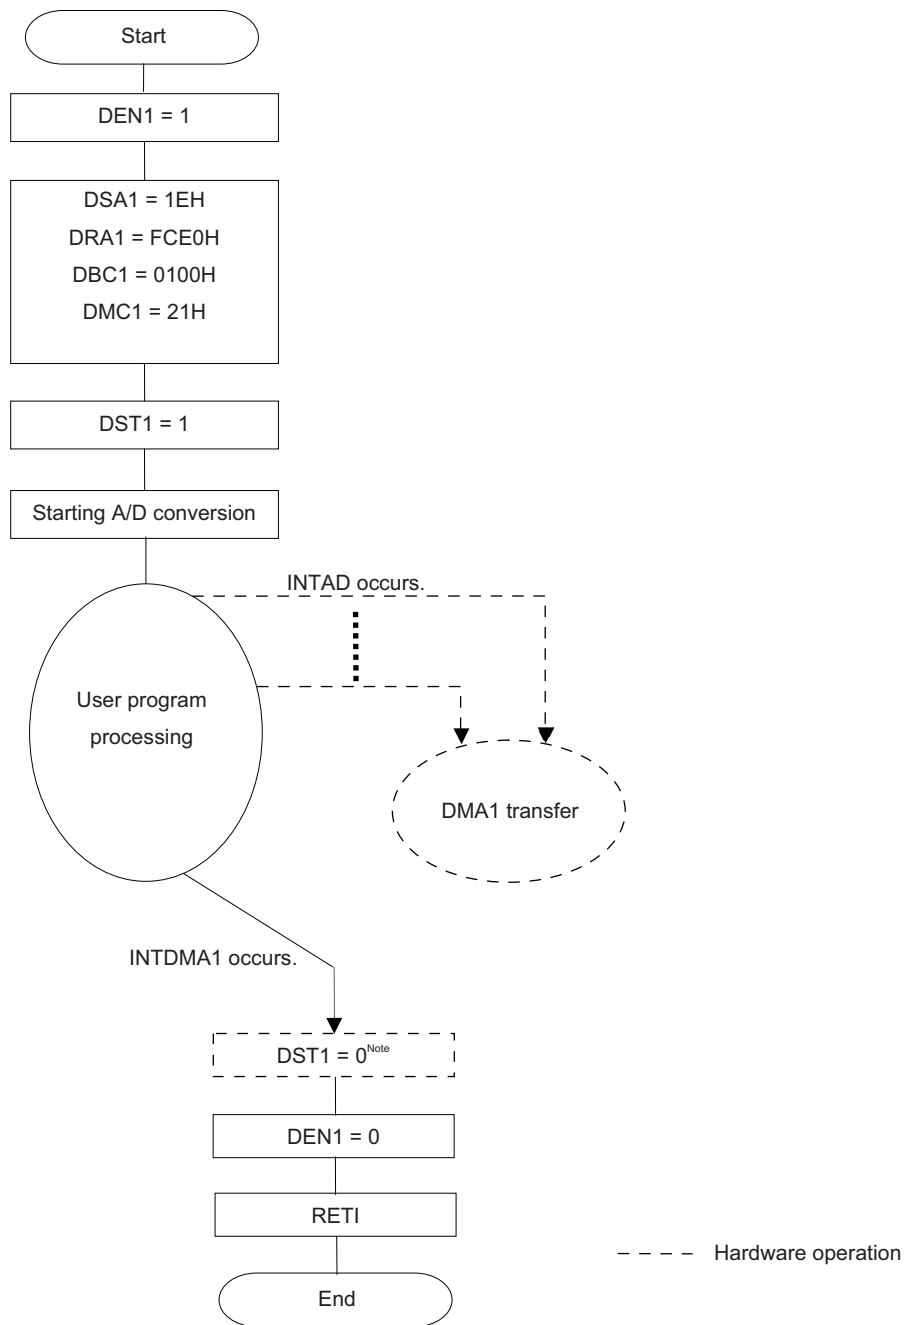 Start
DEN1 = 1
DSA1 = 1EH
DRA1 = FCE0H
DBC1 = 0100H
DMC1 = 21H
DST1 = 1
Starting A/D conversion
INTAD occurs.
User program
processing
DMA1 transfer
INTDMA1 occurs.
DST1 = 0Note
DEN1 = 0
RETI
Hardware operation
End